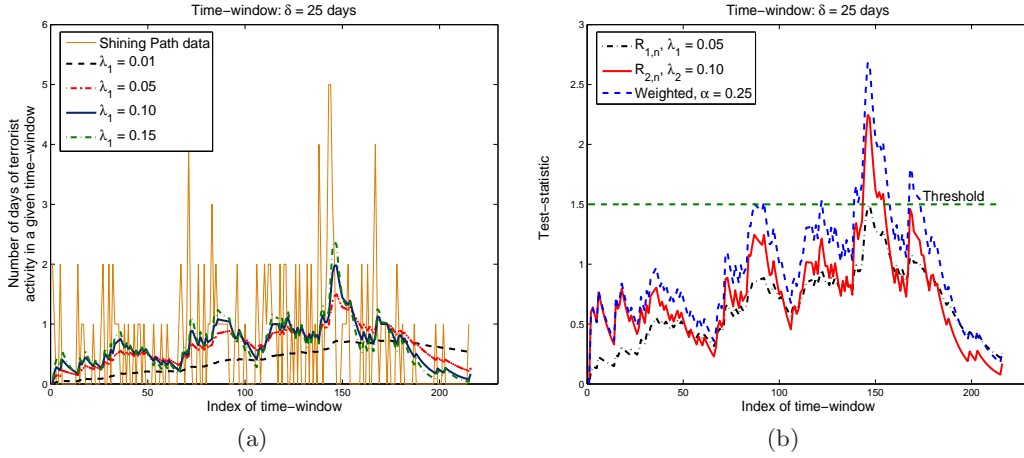 Time−window: δ = 25 days
Number of days of terrorist
activity in a given time−window
6
5
4
3
2
1
0
Shining Path data
λ1 = 0.01
λ1 = 0.05
λ1 = 0.10
λ1 = 0.15
0 50 100 150 200
Index of time−window
(a)
Time−window: δ = 25 days
Test−statistic
3
2.5
2
1.5
1
0.5
0
R1,n, λ1 = 0.05
R2,n, λ2 = 0.10
Weighted, α = 0.25
Threshold
0 50 100 150 200
Index of time−window
(b)